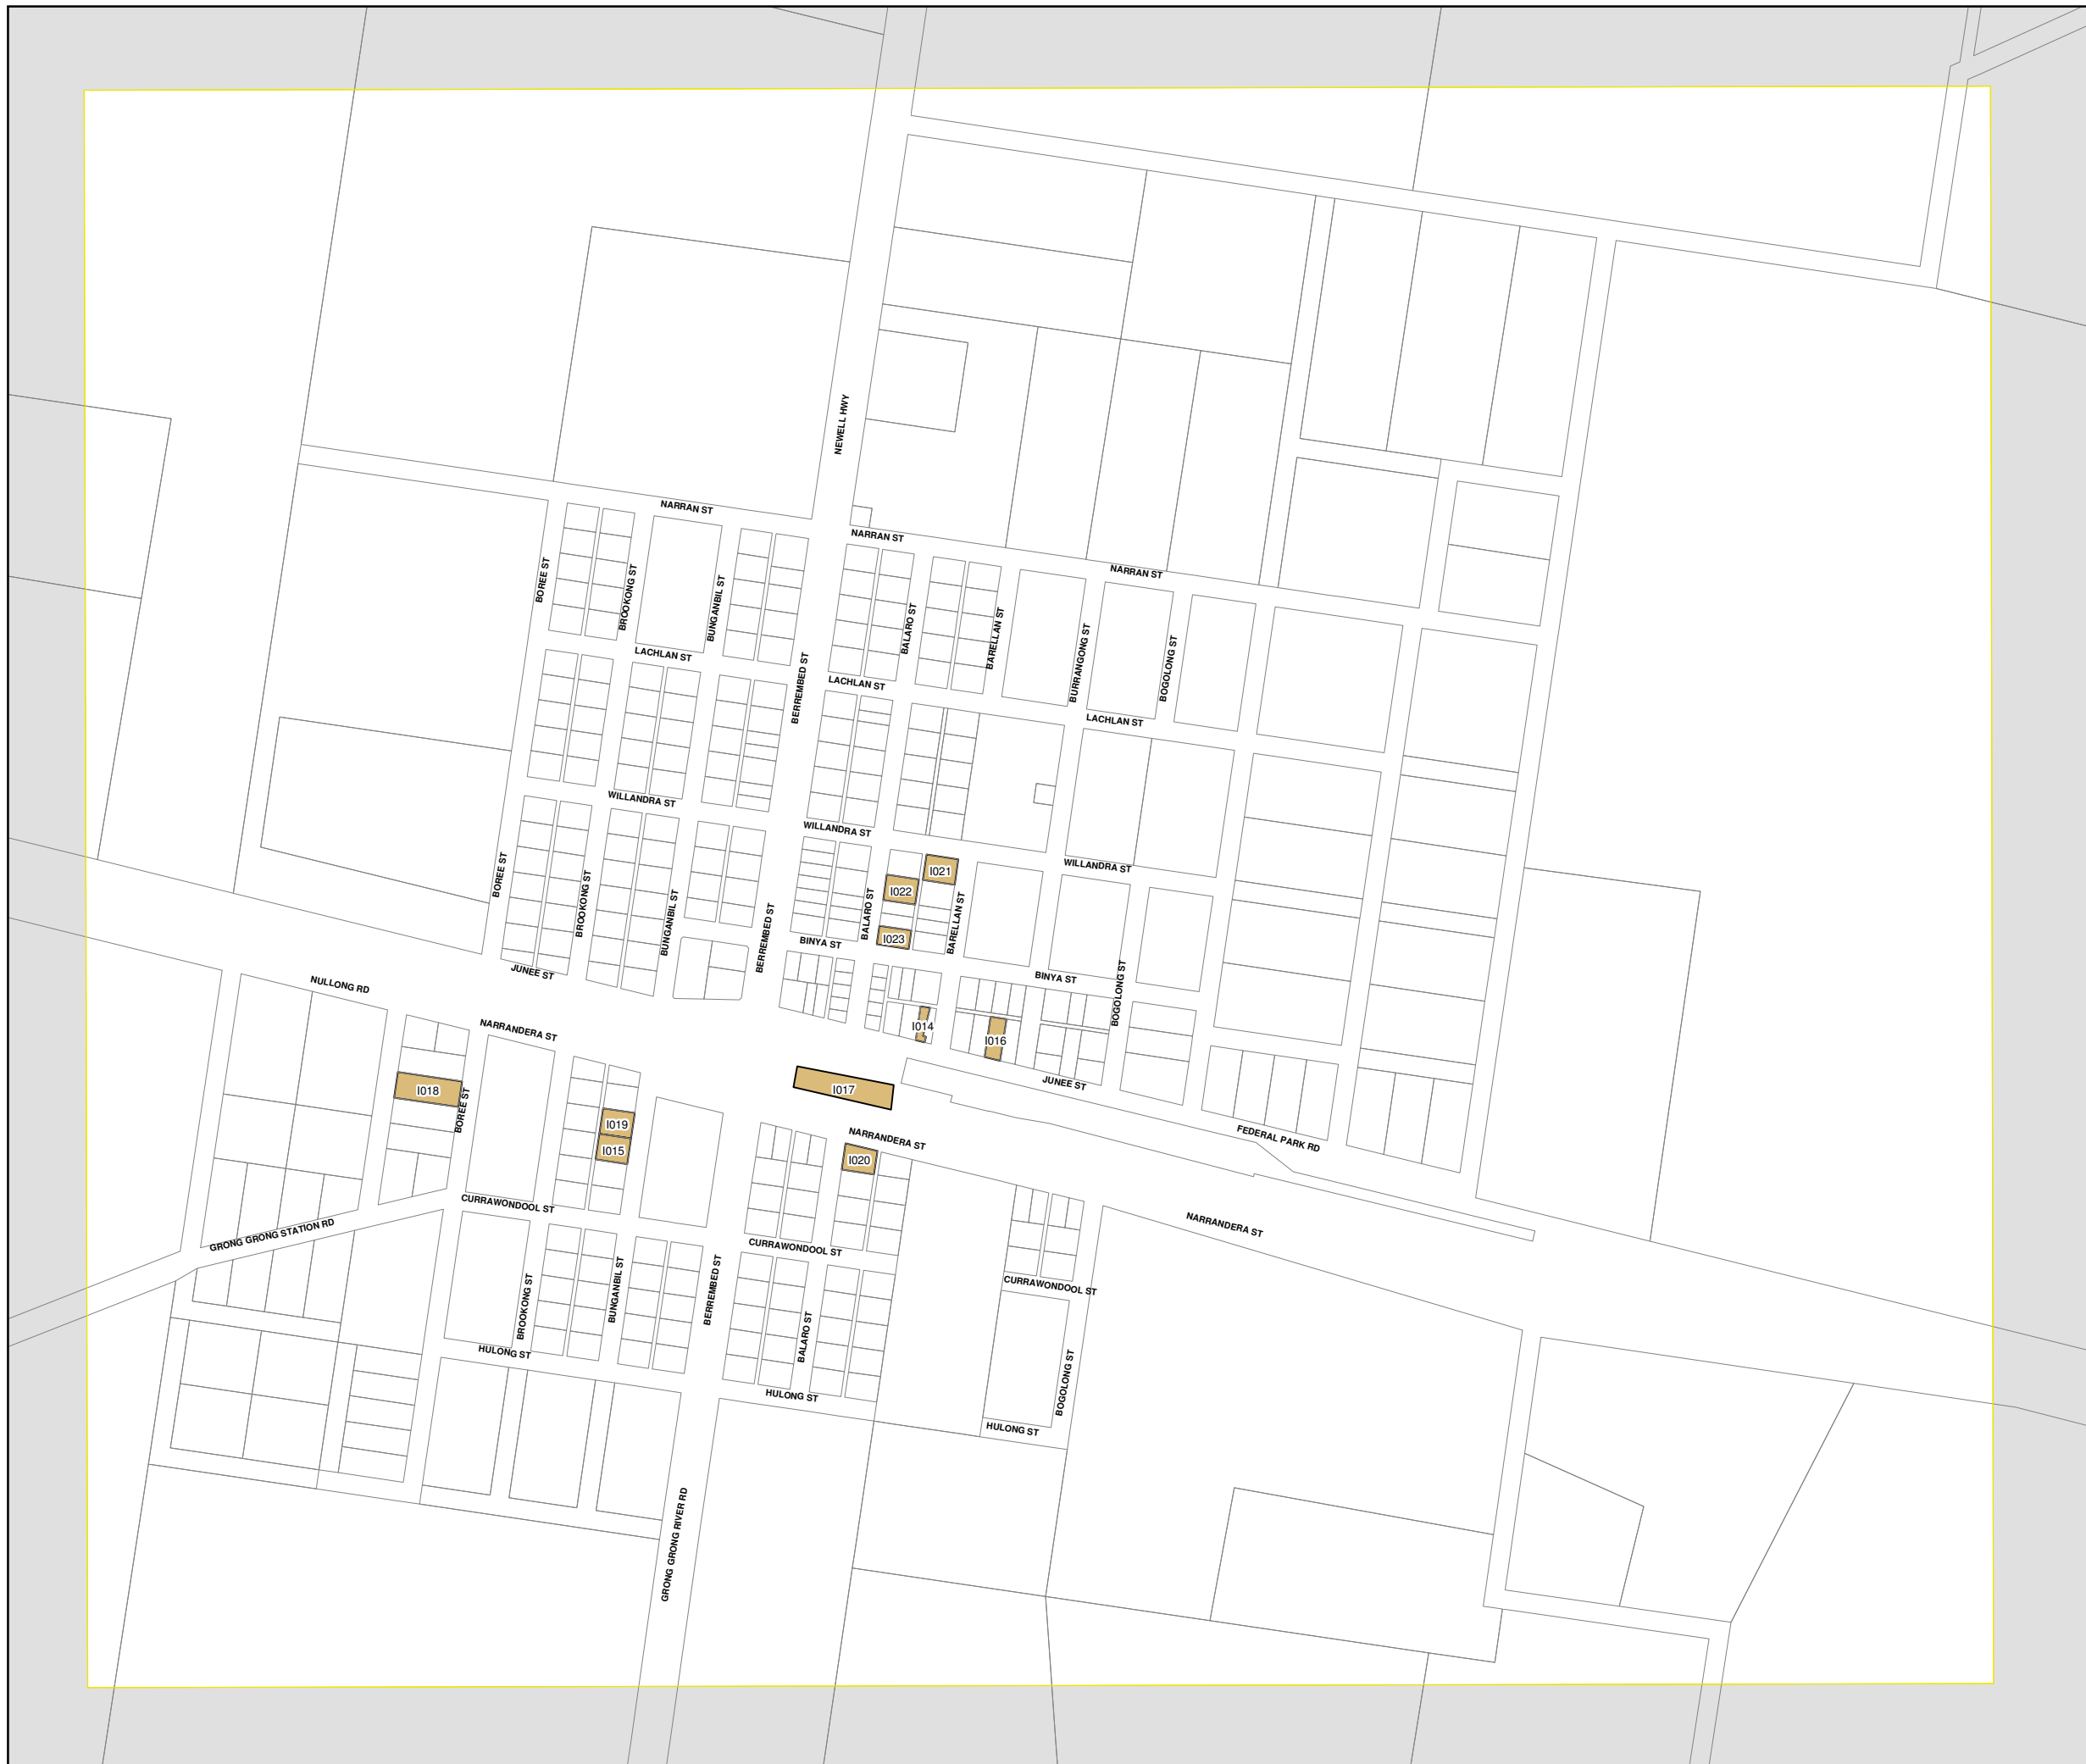 NEWELL HWY
NARRAN ST
NARRAN ST
NARRAN ST
BOREE ST
BROOKONG ST
BUNGANBIL ST
BALARO ST
BARELLAN ST
BURRANGONG ST
BOGOLONG ST
LACHLAN ST
BERREMBED ST
LACHLAN ST
LACHLAN ST
WILLANDRA ST
WILLANDRA ST
WILLANDRA ST
BOREE ST
BROOKONG ST
BUNGANBIL ST
BERREMBED ST
BALARO ST
BARELLAN ST
I021
I022
I023
BINYA ST
BINYA ST
BOGOLONG ST
JUNEE ST
NULLONG RD
NARRANDERA ST
I014
I016
JUNEE ST
I018
I017
BOREE ST
I019
I015
NARRANDERA ST
I020
FEDERAL PARK RD
CURRAWONDOOL ST
GRONG GRONG STATION RD
NARRANDERA ST
CURRAWONDOOL ST
CURRAWONDOOL ST
BROOKONG ST
BUNGANBIL ST
BERREMBED ST
BALARO ST
BOGOLONG ST
HULONG ST
HULONG ST
HULONG ST
GRONG GRONG RIVER RD